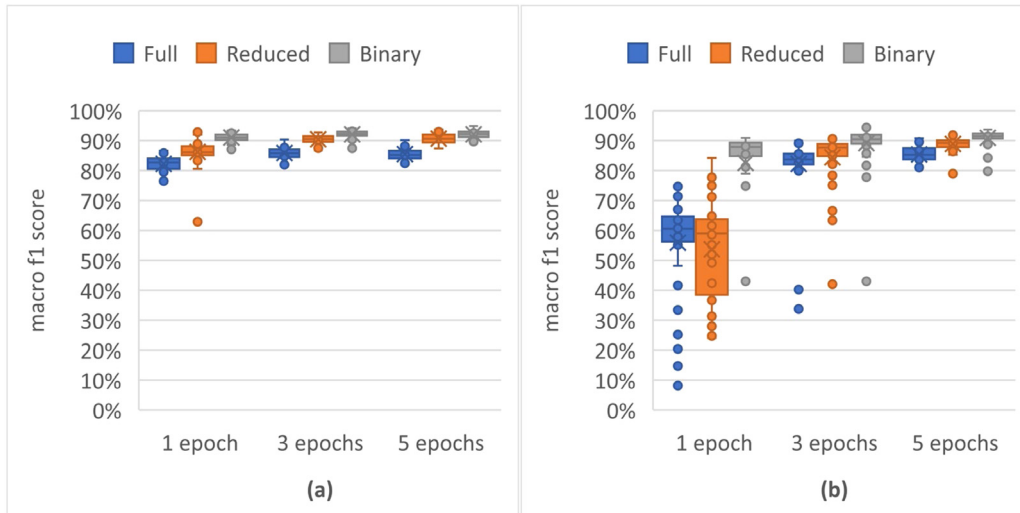 Full Reduced Binary
macro f1 score
100%
90%
80%
70%
60%
50%
40%
30%
20%
10%
0%
1 epoch 3 epochs 5 epochs
(a)
Full Reduced Binary
macro f1 score
100%
90%
80%
70%
60%
50%
40%
30%
20%
10%
0%
1 epoch 3 epochs 5 epochs
(b)